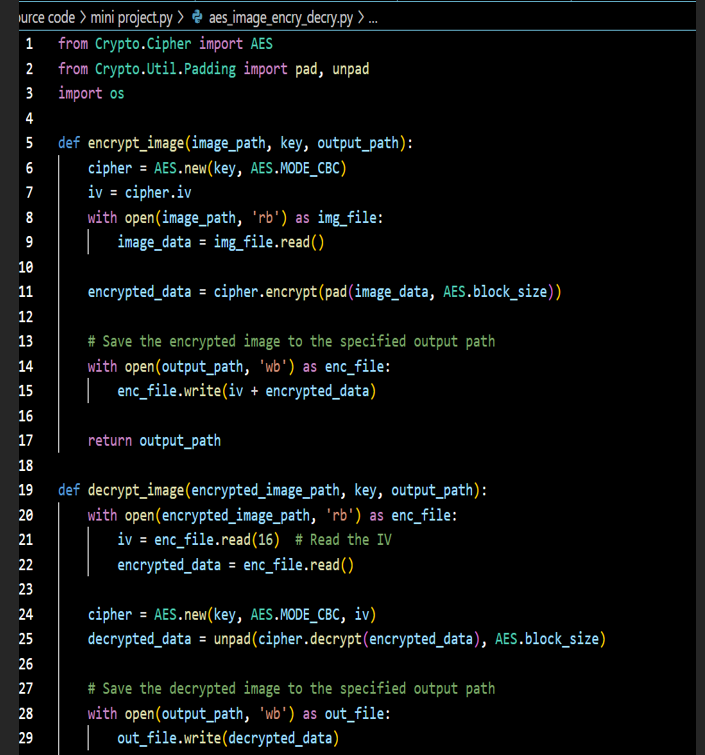 urce code > mini project.py > aes_image_encry_decry.py > ...
1 from Crypto.Cipher import AES
2 from Crypto.Util.Padding import pad, unpad
3 import os
4
5 def encrypt_image(image_path, key, output_path):
6     cipher = AES.new(key, AES.MODE_CBC)
7     iv = cipher.iv
8     with open(image_path, 'rb') as img_file:
9         image_data = img_file.read()
10
11     encrypted_data = cipher.encrypt(pad(image_data, AES.block_size))
12
13     # Save the encrypted image to the specified output path
14     with open(output_path, 'wb') as enc_file:
15         enc_file.write(iv + encrypted_data)
16
17     return output_path
18
19 def decrypt_image(encrypted_image_path, key, output_path):
20     with open(encrypted_image_path, 'rb') as enc_file:
21         iv = enc_file.read(16)  # Read the IV
22         encrypted_data = enc_file.read()
23
24     cipher = AES.new(key, AES.MODE_CBC, iv)
25     decrypted_data = unpad(cipher.decrypt(encrypted_data), AES.block_size)
26
27     # Save the decrypted image to the specified output path
28     with open(output_path, 'wb') as out_file:
29         out_file.write(decrypted_data)